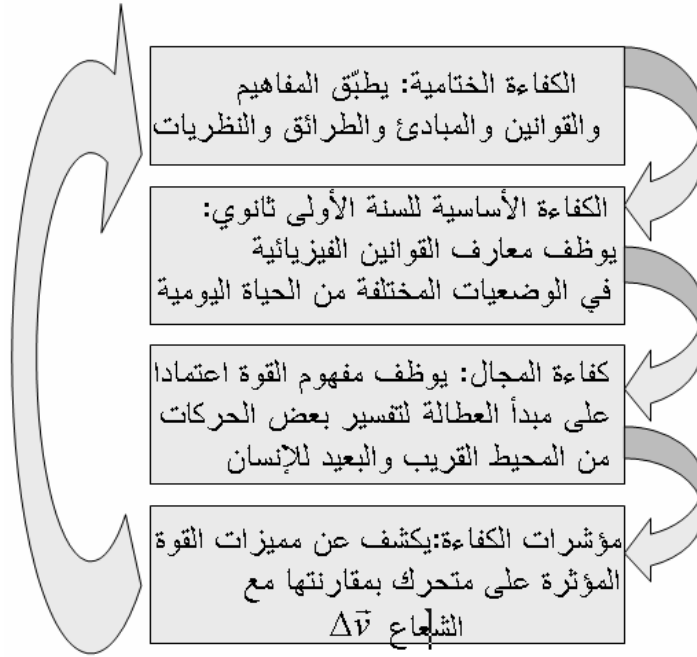 الكفاءة الختامية: يطبّق المفاهيم
والقوانين والمبادئ والطرائق والنظريات
الكفاءة الأساسية للسنة الأولى ثانوي:
يوظف معارف القوانين الفيزيائية
في الوضعيات المختلفة من الحياة اليومية
كفاءة المجال: يوظف مفهوم القوة اعتمادا
على مبدأ العطالة لتفسير بعض الحركات
من المحيط القريب والبعيد للإنسان
مؤشرات الكفاءة:يكشف عن مميزات القوة
المؤثرة على متحرك بمقارنتها مع
الشعاع Δv⃗